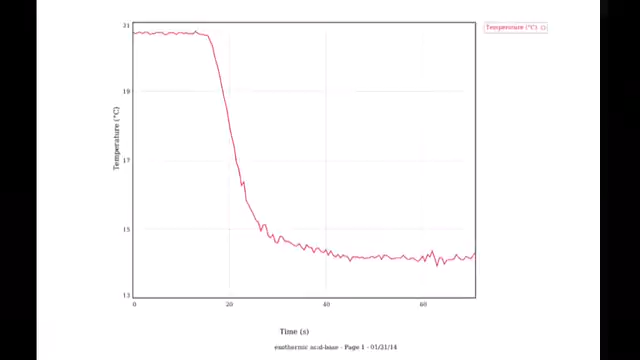 Temperature (°C)
21
19
17
15
13
Temperature (°C)
0 20 40 60
Time (s)
exothermic acid-base - Page 1 - 01/21/14